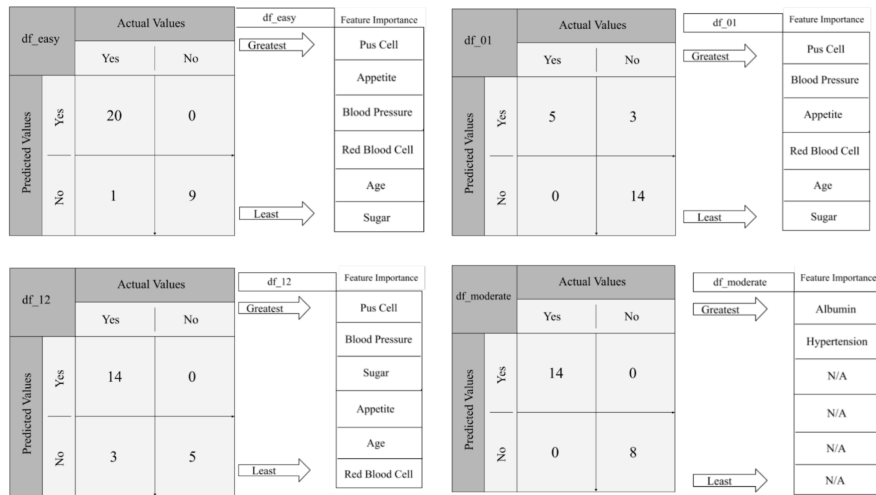 df_easy
Actual Values
Yes
No
Predicted Values
Yes
20
0
No
1
9
df_easy
Feature Importance
Greatest
Pus Cell
Appetite
Blood Pressure
Red Blood Cell
Age
Least
Sugar
df_01
Actual Values
Yes
No
Predicted Values
Yes
5
3
No
0
14
df_01
Feature Importance
Greatest
Pus Cell
Blood Pressure
Appetite
Red Blood Cell
Age
Least
Sugar
df_12
Actual Values
Yes
No
Predicted Values
Yes
14
0
No
3
5
df_12
Feature Importance
Greatest
Pus Cell
Blood Pressure
Sugar
Appetite
Age
Least
Red Blood Cell
df_moderate
Actual Values
Yes
No
Predicted Values
Yes
14
0
No
0
8
df_moderate
Feature Importance
Greatest
Albumin
Hypertension
N/A
N/A
N/A
Least
N/A